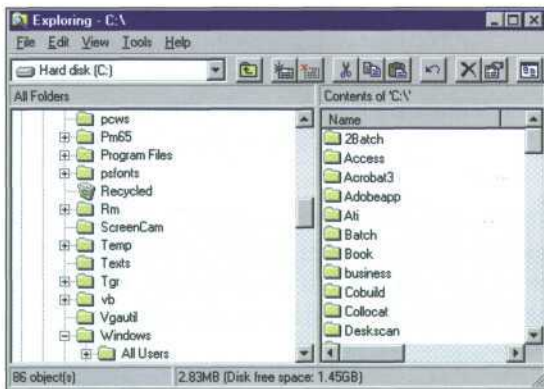 Exploring - C:\
File Edit View Tools Help
Hard disk (C:)
All Folders
Contents of 'C:\'
pcws
Pm65
Program Files
psfonts
Recycled
Rm
ScreenCam
Temp
Texts
Tgr
vb
Vgautil
Windows
All Users
Name
2Batch
Access
Acrobat3
Adobeapp
Ati
Batch
Book
business
Cobuild
Collocat
Deskscan
86 object(s)
2.83MB (Disk free space: 1.45GB)